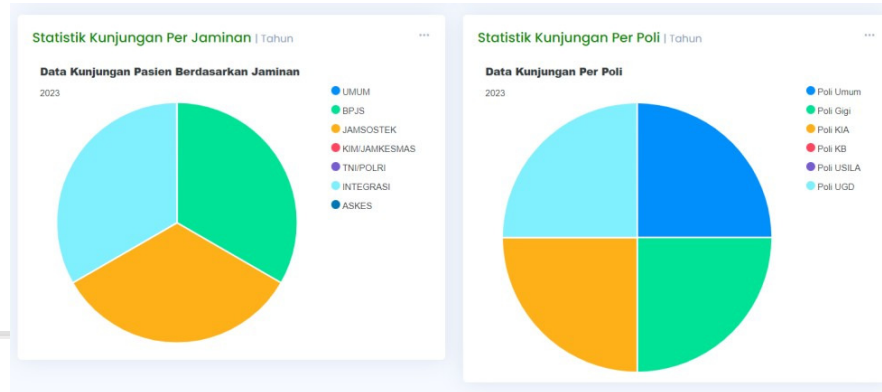 Statistik Kunjungan Per Jaminan | Tahun
Data Kunjungan Pasien Berdasarkan Jaminan
2023
UMUM
BPJS
JAMSOSTEK
KIM/JAMKESMAS
TNI/POLRI
INTEGRASI
ASKES
Statistik Kunjungan Per Poli | Tahun
Data Kunjungan Per Poli
2023
Poli Umum
Poli Gigi
Poli KIA
Poli KB
Poli USILA
Poli UGD